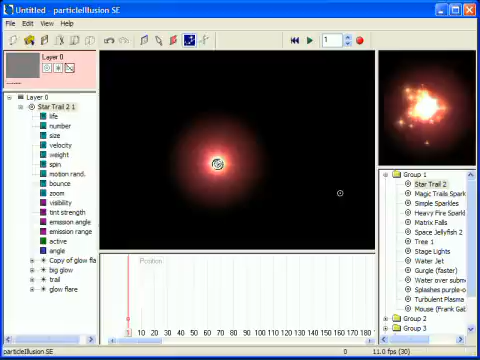 Untitled - particleIllusion SE
File Edit View Help
1
Layer 0
Layer 0
Star Trail 2 1
life
number
size
velocity
weight
spin
motion rand.
bounce
zoom
visibility
tint strength
emission angle
emission range
active
angle
Copy of glow fla
big glow
trail
glow flare
Position
1 10 20 30 40 50 60 70 80 90 100 110 120 130 140 150 160 170
Group 1
Star Trail 2
Magic Trails Spark
Simple Sparkles
Heavy Fire Spark
Matrix Falls
Space Jellyfish 2
Tree 1
Stage Lights
Water Jet
Gurgle (faster)
Water over subm
Splashes purple-o
Turbulent Plasma
Mouse (Frank Gab
Group 2
Group 3
particleIllusion SE
0
11.0 fps (30)